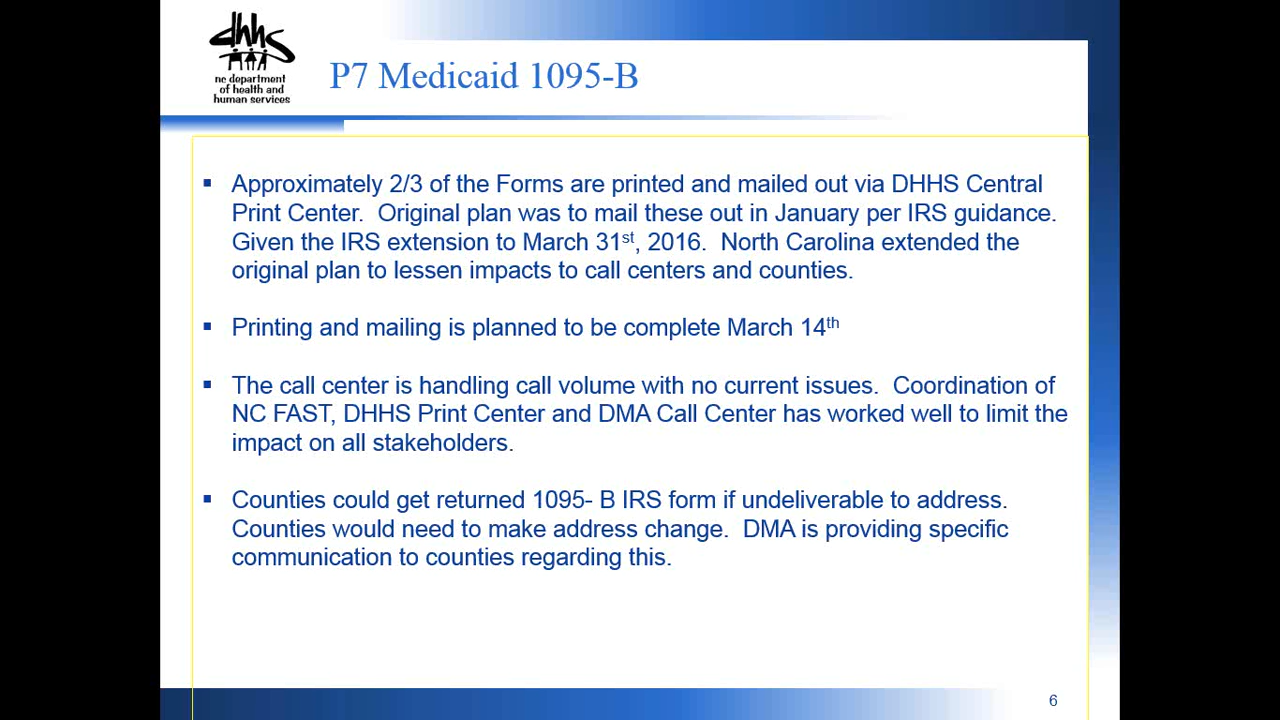 dhhs
nc department
of health and
human services
P7 Medicaid 1095-B
▪ Approximately 2/3 of the Forms are printed and mailed out via DHHS Central
Print Center.  Original plan was to mail these out in January per IRS guidance.
Given the IRS extension to March 31st, 2016.  North Carolina extended the
original plan to lessen impacts to call centers and counties.
▪ Printing and mailing is planned to be complete March 14th
▪ The call center is handling call volume with no current issues.  Coordination of
NC FAST, DHHS Print Center and DMA Call Center has worked well to limit the
impact on all stakeholders.
▪ Counties could get returned 1095- B IRS form if undeliverable to address.
Counties would need to make address change.  DMA is providing specific
communication to counties regarding this.
6